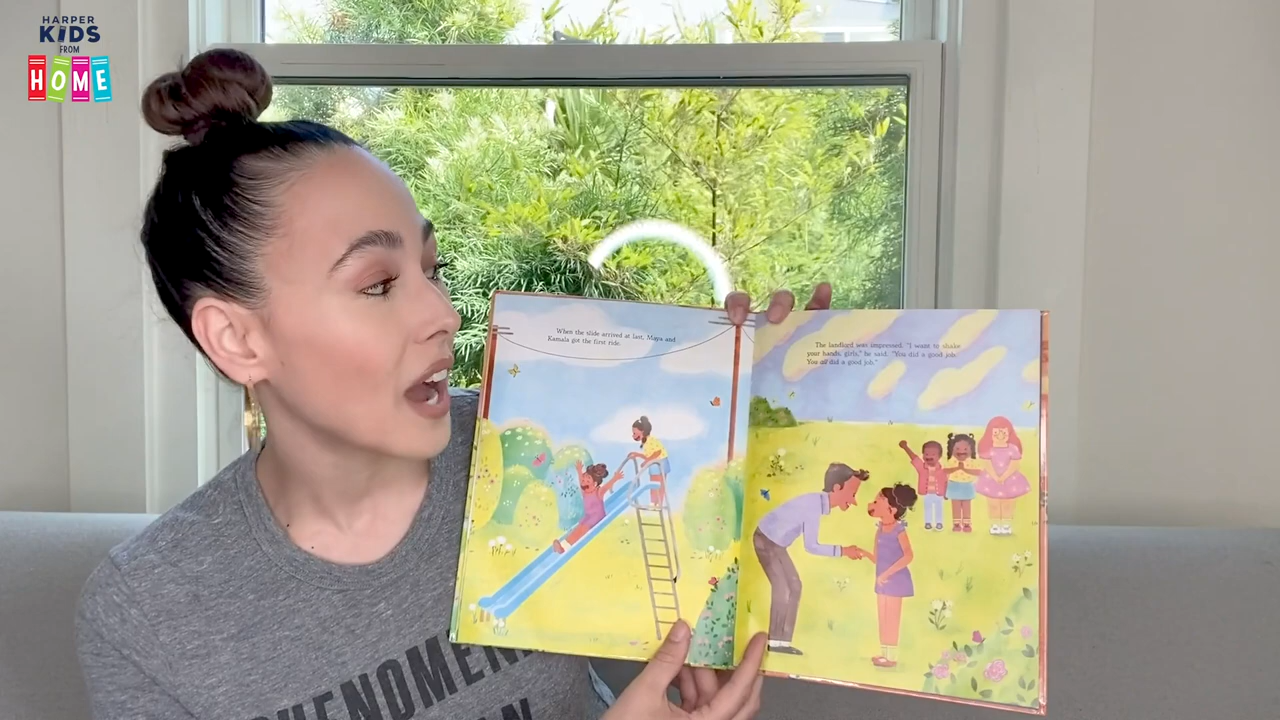 HARPER
KiDS
FROM
HOME
When the slide arrived at last, Maya and
Kamala got the first ride.
The landlord was impressed. "I want to shake
your hands, girls," he said. "You did a good job.
You all did a good job."
PHENOMEN